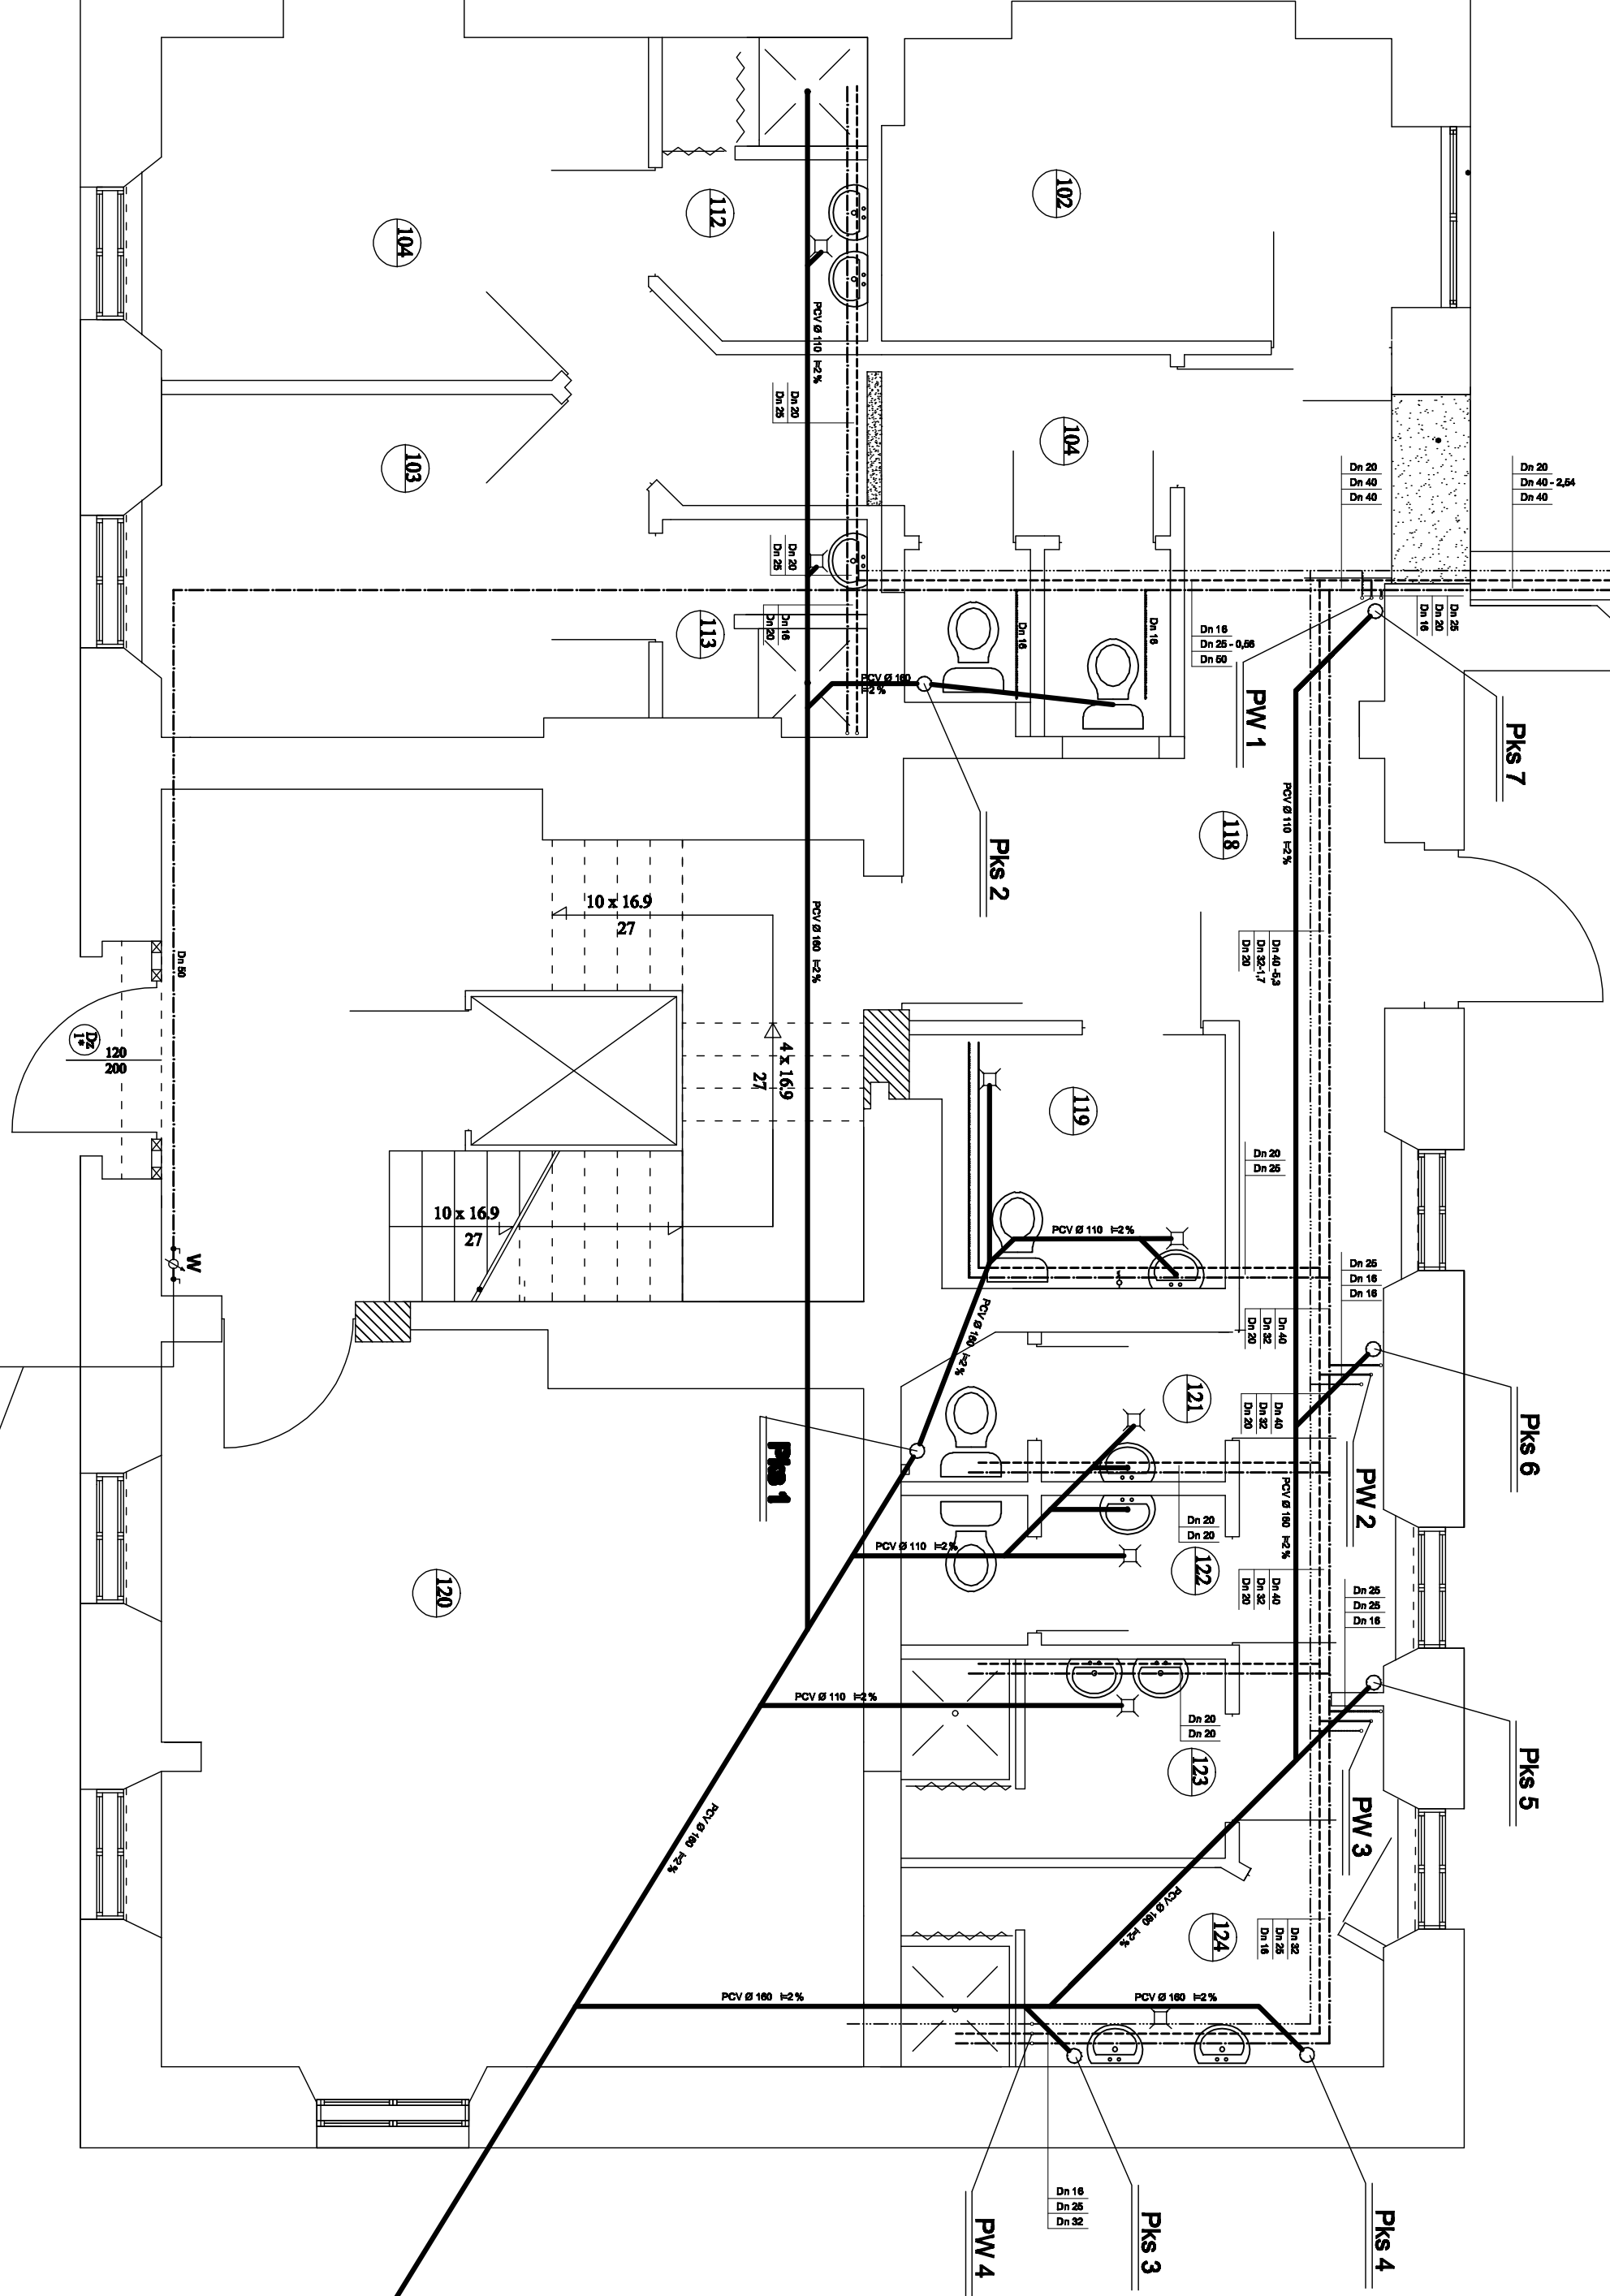 102
112
104
PCV Ø 110 i=2%
Dn 20
Dn 25
103
104
Dn 20
Dn 40
Dn 40
Dn 20
Dn 40 - 2,54
Dn 40
Dn 20
Dn 25
113
Dn 16
Dn 20
Dn 16
Dn 16
Dn 16
Dn 25 - 0,56
Dn 50
Dn 25
Dn 20
Dn 16
PCV Ø 160
i=2%
PW 1
Pks 7
118
PCV Ø 110 i=2%
Pks 2
10 x 16.9
27
PCV Ø 160 i=2%
Dn 50
Dn 40 -5,3
Dn 32-1,7
Dn 20
Dz
1*
120
200
4 x 16.9
27
119
Dn 20
Dn 25
10 x 16.9
27
W
PCV Ø 110 i=2%
Dn 25
Dn 16
Dn 16
PCV Ø 160 i=2%
Dn 40
Dn 32
Dn 20
121
Dn 40
Dn 32
Dn 20
Pks 6
PW 2
Pks 1
PCV Ø 160 i=2%
Dn 20
Dn 20
PCV Ø 110 i=2%
122
Dn 40
Dn 32
Dn 20
Dn 25
Dn 25
Dn 16
120
PCV Ø 110 i=2%
Dn 20
Dn 20
123
Pks 5
PW 3
PCV Ø 160 i=2%
PCV Ø 160 i=2%
124
Dn 32
Dn 25
Dn 16
PCV Ø 160 i=2%
PCV Ø 160 i=2%
Dn 16
Dn 25
Dn 32
PW 4
Pks 3
Pks 4